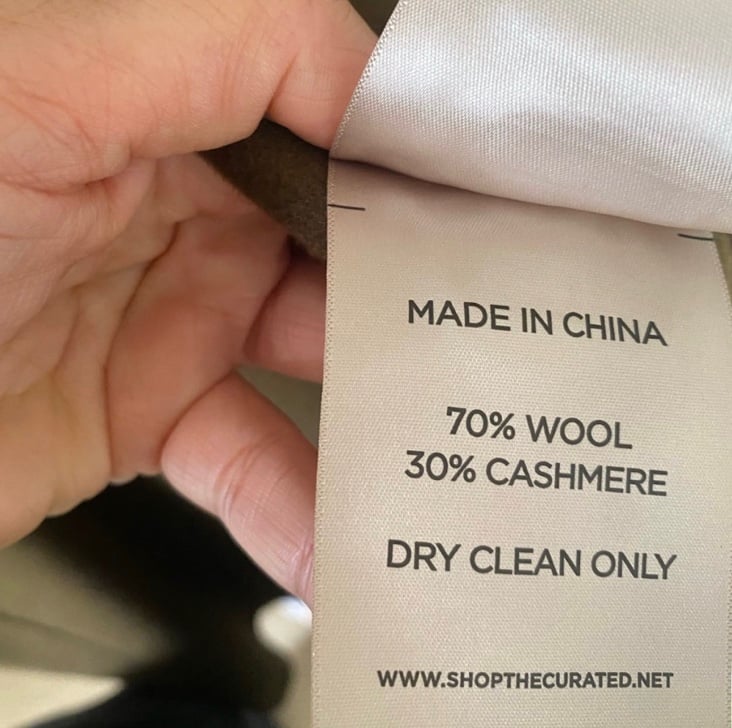 MADE IN CHINA
70% WOOL
30% CASHMERE
DRY CLEAN ONLY
WWW.SHOPTHECURATED.NET